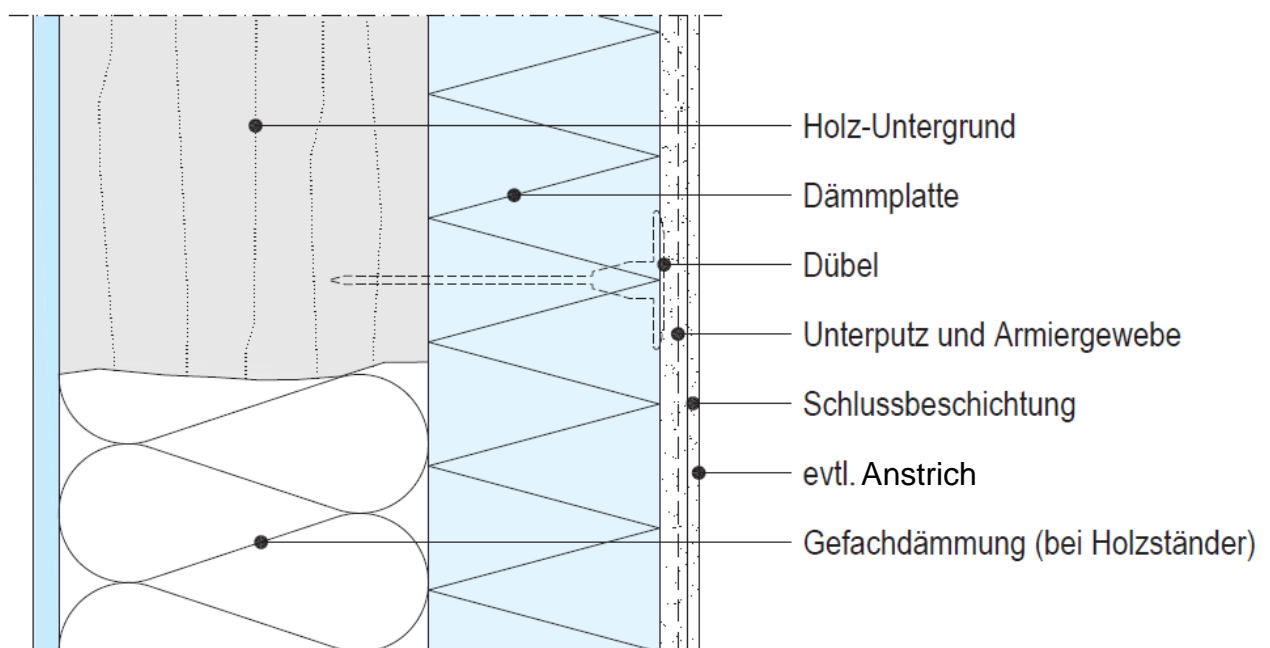 Holz-Untergrund
Dämmplatte
Dübel
Unterputz und Armiergewebe
Schlussbeschichtung
evtl. Anstrich
Gefachdämmung (bei Holzständer)